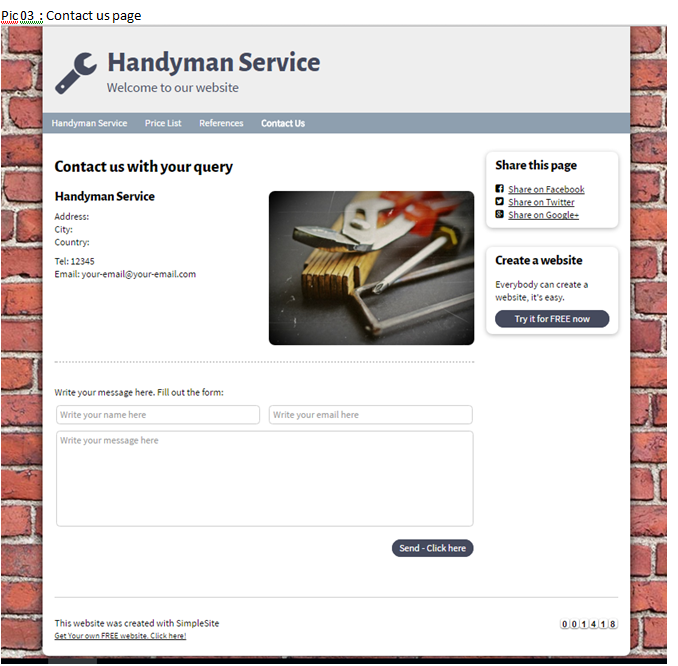 Pic 03 : Contact us page
Handyman Service
Welcome to our website
Handyman Service Price List References Contact Us
Contact us with your query
Handyman Service
Address:
City:
Country:
Tel: 12345
Email: your-email@your-email.com
Share this page
Share on Facebook
Share on Twitter
Share on Google+
Create a website
Everybody can create a
website, it's easy.
Try it for FREE now
Write your message here. Fill out the form:
Write your name here Write your email here
Write your message here
Send - Click here
This website was created with SimpleSite
Get Your own FREE website. Click here!
001418